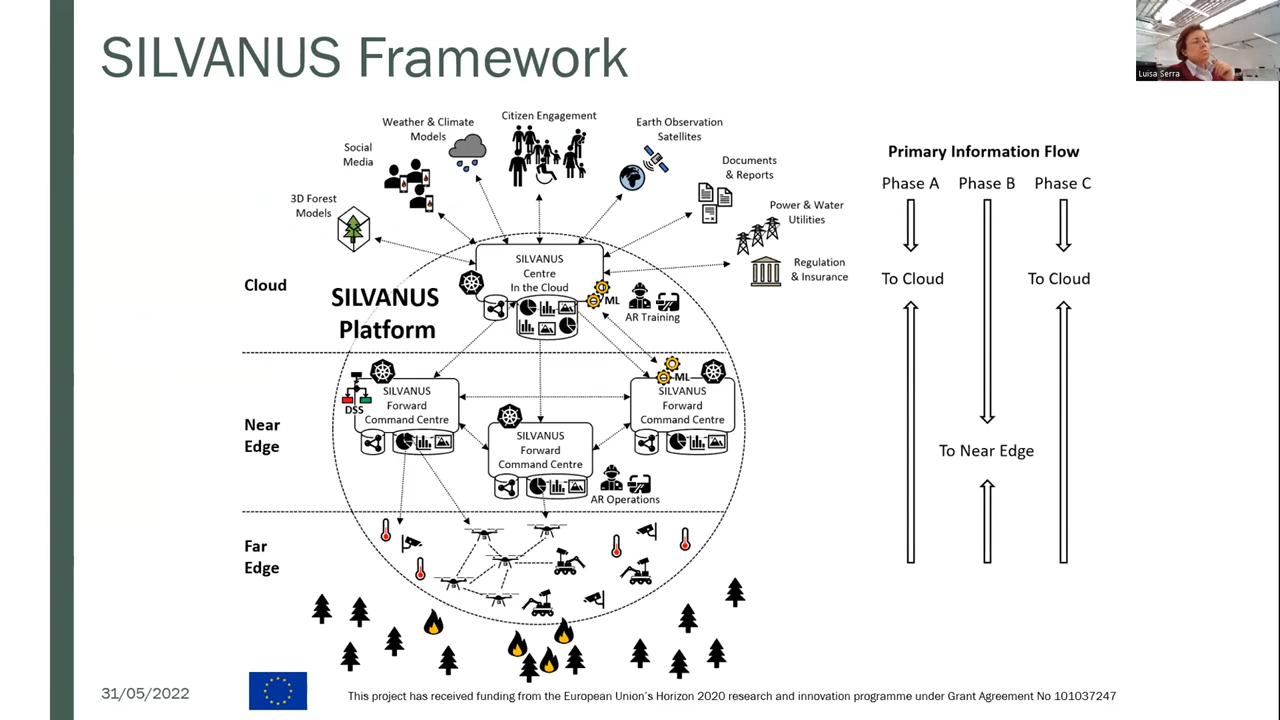 SILVANUS Framework
Luisa Serra
Citizen Engagement
Weather & Climate
Models
Earth Observation
Satellites
Social
Media
Documents
& Reports
3D Forest
Models
Power & Water
Utilities
Regulation
& Insurance
SILVANUS
Centre
In the Cloud
ML
AR Training
Cloud
SILVANUS
Platform
ML
DSS
SILVANUS
Forward
Command Centre
SILVANUS
Forward
Command Centre
SILVANUS
Forward
Command Centre
AR Operations
Near
Edge
Far
Edge
Primary Information Flow
Phase A
Phase B
Phase C
To Cloud
To Cloud
To Near Edge
31/05/2022
This project has received funding from the European Union's Horizon 2020 research and innovation programme under Grant Agreement No 101037247